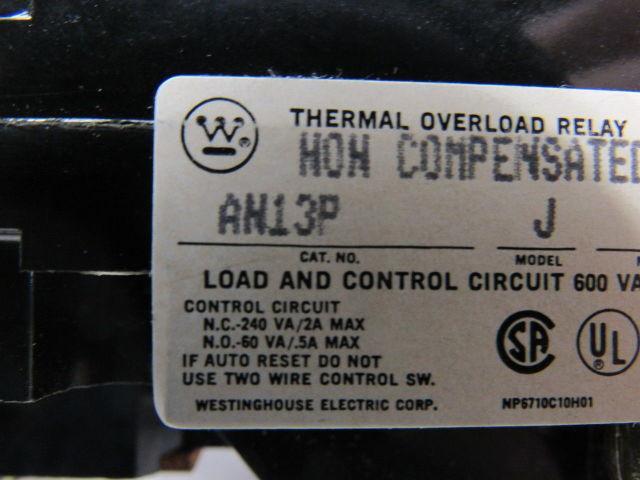 W
THERMAL OVERLOAD RELAY
NON COMPENSATED
AN13P J
CAT. NO. MODEL
LOAD AND CONTROL CIRCUIT 600 VA
CONTROL CIRCUIT
N.C.-240 VA/2A MAX
N.O.-60 VA/.5A MAX
IF AUTO RESET DO NOT
USE TWO WIRE CONTROL SW.
SA UL
WESTINGHOUSE ELECTRIC CORP. NP6710C10H01